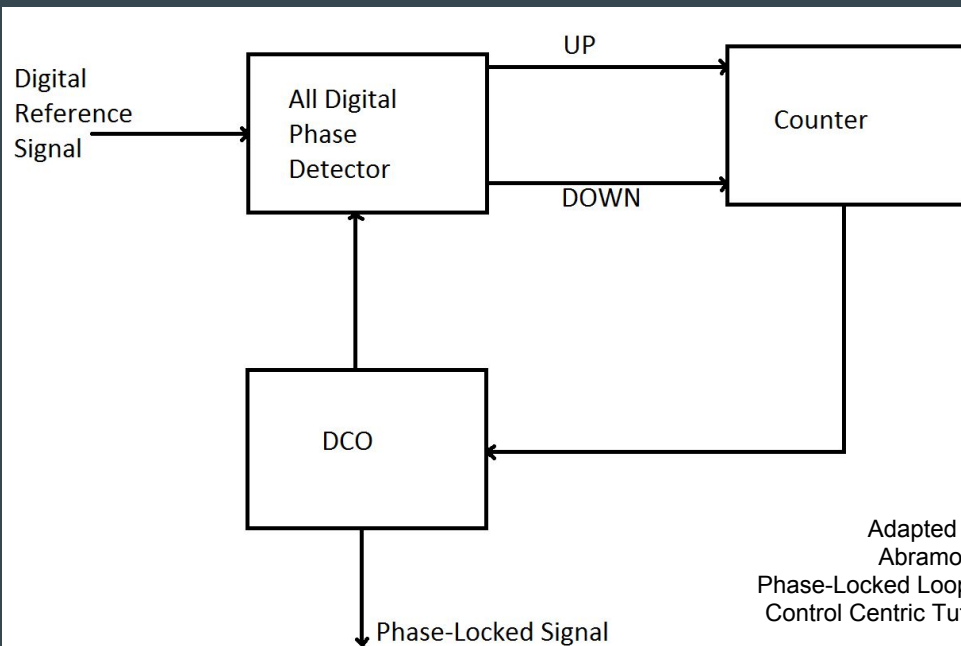 UP
Digital
Reference
Signal
All Digital
Phase
Detector
Counter
DOWN
DCO
Adapted
Abramo
Phase-Locked Loop
Control Centric Tu
Phase-Locked Signal